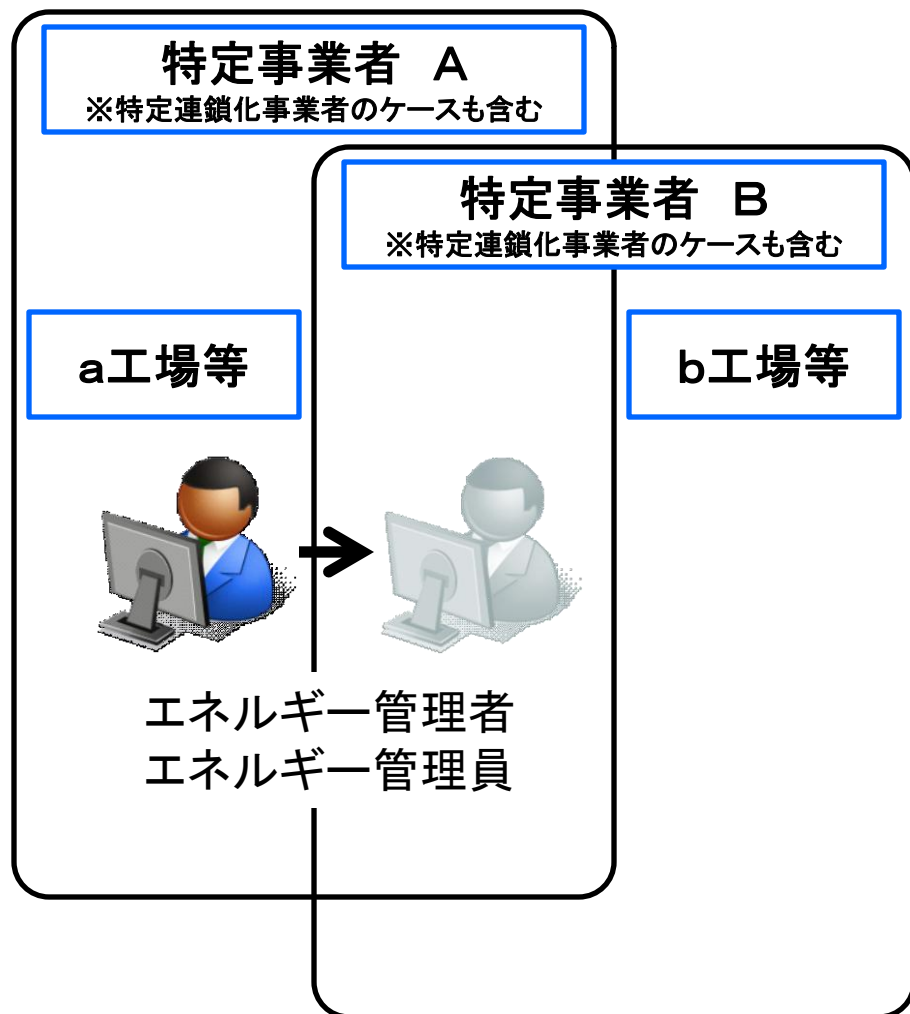 特定事業者　A
※特定連鎖化事業者のケースも含む
特定事業者　B
※特定連鎖化事業者のケースも含む
a工場等
b工場等
エネルギー管理者
エネルギー管理員